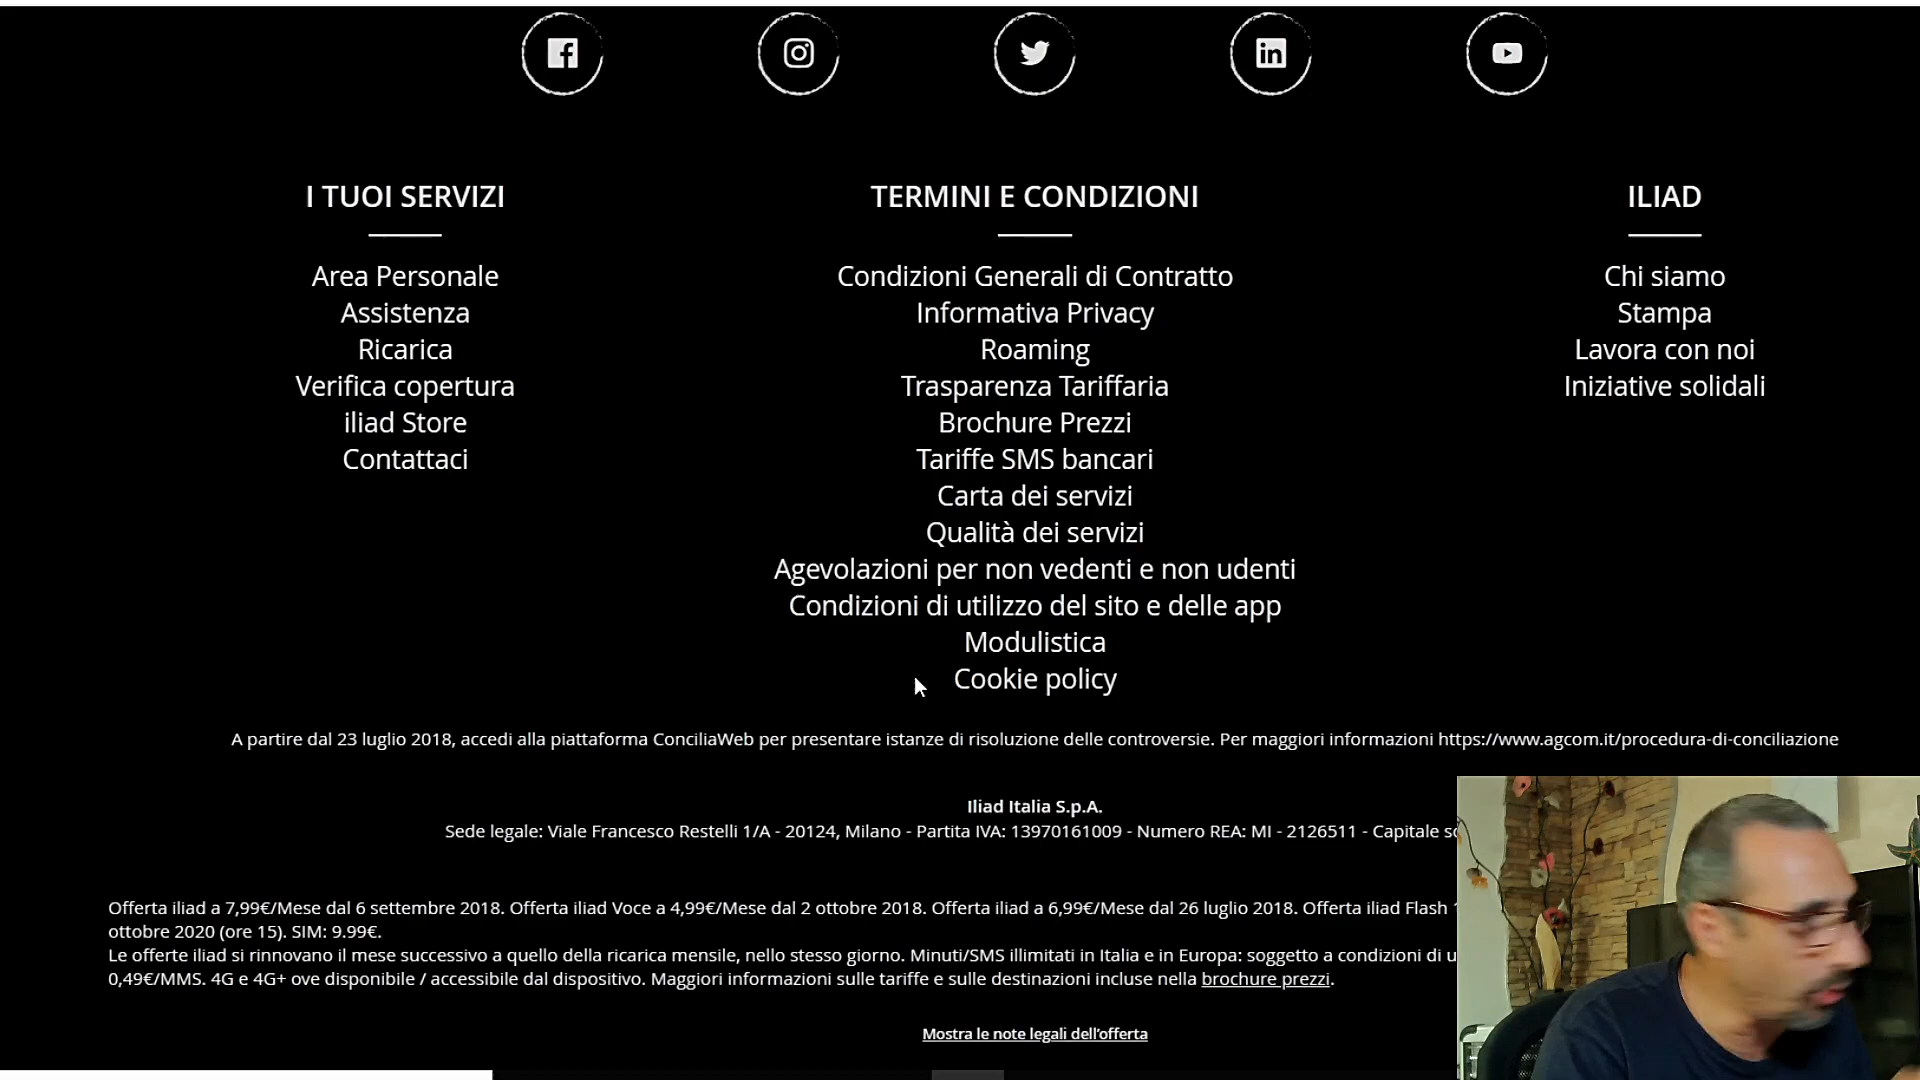 I TUOI SERVIZI
Area Personale
Assistenza
Ricarica
Verifica copertura
iliad Store
Contattaci
TERMINI E CONDIZIONI
Condizioni Generali di Contratto
Informativa Privacy
Roaming
Trasparenza Tariffaria
Brochure Prezzi
Tariffe SMS bancari
Carta dei servizi
Qualità dei servizi
Agevolazioni per non vedenti e non udenti
Condizioni di utilizzo del sito e delle app
Modulistica
Cookie policy
ILIAD
Chi siamo
Stampa
Lavora con noi
Iniziative solidali
A partire dal 23 luglio 2018, accedi alla piattaforma ConciliaWeb per presentare istanze di risoluzione delle controversie. Per maggiori informazioni https://www.agcom.it/procedura-di-conciliazione
Iliad Italia S.p.A.
Sede legale: Viale Francesco Restelli 1/A - 20124, Milano - Partita IVA: 13970161009 - Numero REA: MI - 2126511 - Capitale
Offerta iliad a 7,99€/Mese dal 6 settembre 2018. Offerta iliad Voce a 4,99€/Mese dal 2 ottobre 2018. Offerta iliad a 6,99€/Mese dal 26 luglio 2018. Offerta iliad Flash
ottobre 2020 (ore 15). SIM: 9.99€.
Le offerte iliad si rinnovano il mese successivo a quello della ricarica mensile, nello stesso giorno. Minuti/SMS illimitati in Italia e in Europa: soggetto a condizioni di
0,49€/MMS. 4G e 4G+ ove disponibile / accessibile dal dispositivo. Maggiori informazioni sulle tariffe e sulle destinazioni incluse nella brochure prezzi.
Mostra le note legali dell'offerta